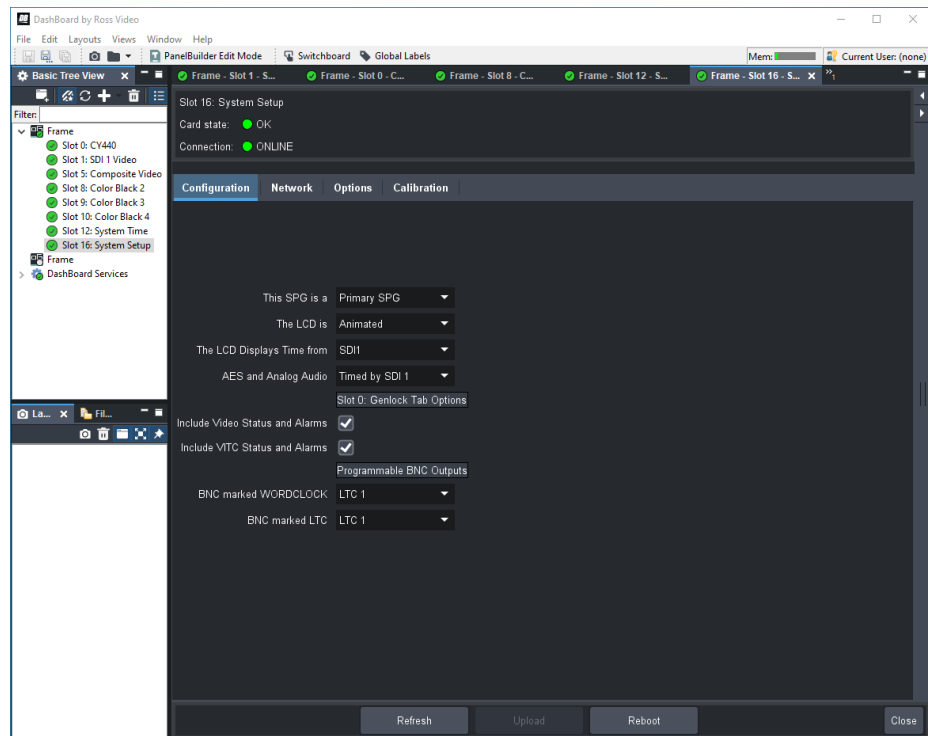 DB DashBoard by Ross Video
File Edit Layouts Views Window Help
PanelBuilder Edit Mode Switchboard Global Labels Mem: Current User: (none)
Basic Tree View
Frame - Slot 1 - S... Frame - Slot 0 - C... Frame - Slot 8 - C... Frame - Slot 12 - S... Frame - Slot 16 - S... »1
Filter:
Frame
Slot 0: CY440
Slot 1: SDI 1 Video
Slot 5: Composite Video
Slot 8: Color Black 2
Slot 9: Color Black 3
Slot 10: Color Black 4
Slot 12: System Time
Slot 16: System Setup
Frame
DashBoard Services
La... Fil...
Slot 16: System Setup
Card state: OK
Connection: ONLINE
Configuration Network Options Calibration
This SPG is a Primary SPG
The LCD is Animated
The LCD Displays Time from SDI1
AES and Analog Audio Timed by SDI 1
Slot 0: Genlock Tab Options
Include Video Status and Alarms
Include VITC Status and Alarms
Programmable BNC Outputs
BNC marked WORDCLOCK LTC 1
BNC marked LTC LTC 1
Refresh Upload Reboot Close